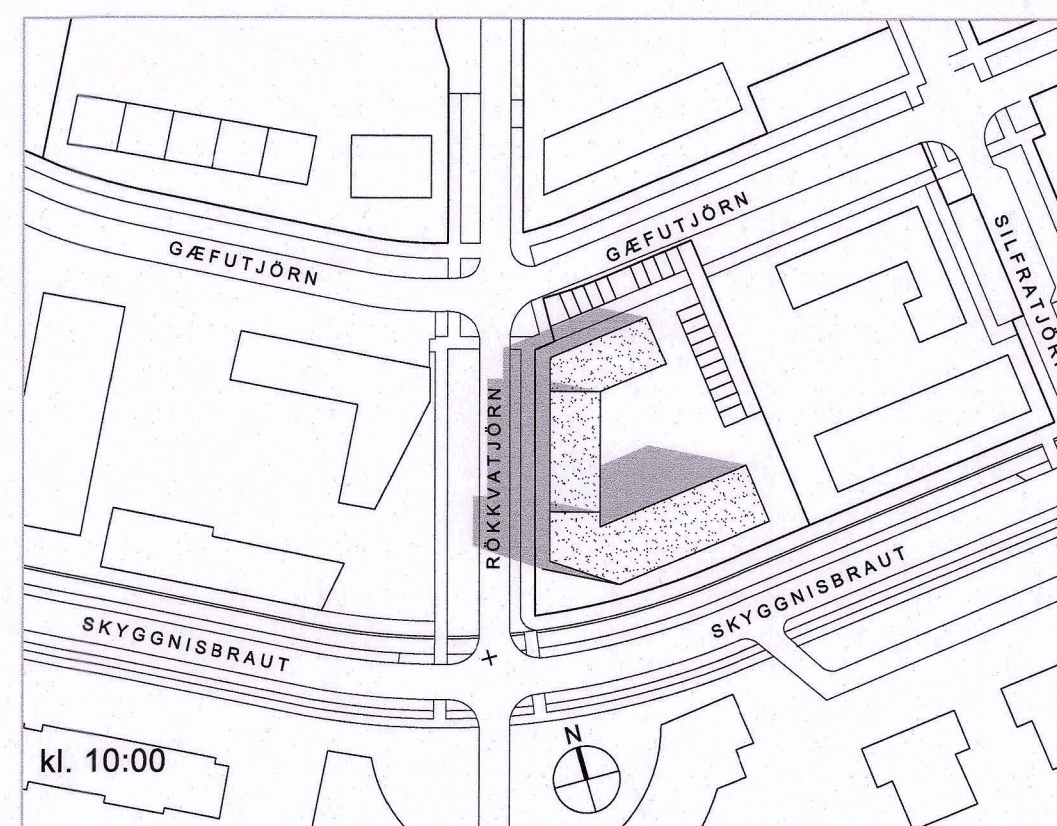 GÆFUTJÖRN
GÆFUTJÖRN
SILFRATJÖRN
RÖKKVATJÖRN
SKYGGNISBRAUT
SKYGGNISBRAUT
N
kl. 10:00